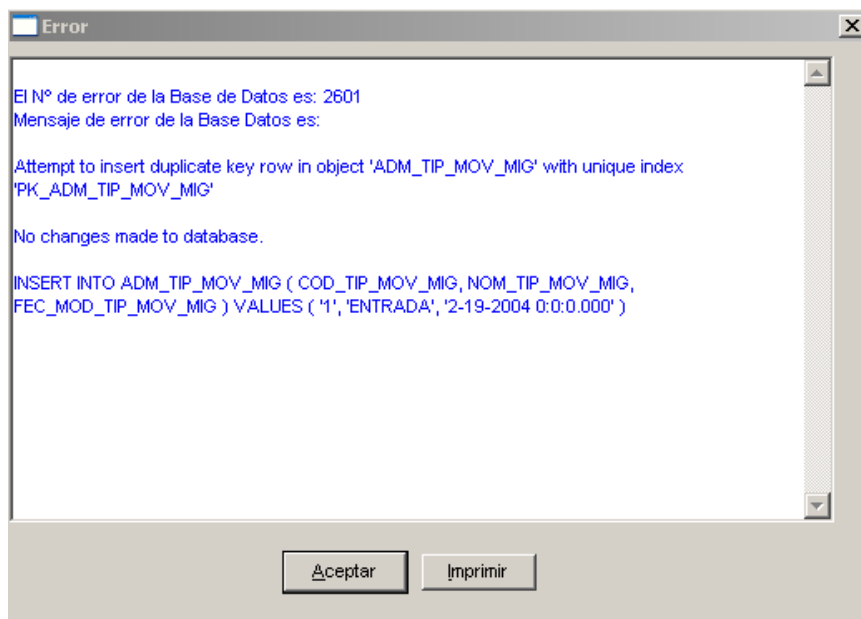 Error
El Nº de error de la Base de Datos es: 2601
Mensaje de error de la Base Datos es:
Attempt to insert duplicate key row in object 'ADM_TIP_MOV_MIG' with unique index
'PK_ADM_TIP_MOV_MIG'
No changes made to database.
INSERT INTO ADM_TIP_MOV_MIG ( COD_TIP_MOV_MIG, NOM_TIP_MOV_MIG,
FEC_MOD_TIP_MOV_MIG ) VALUES ( '1', 'ENTRADA', '2-19-2004 0:0:0.000' )
Aceptar
Imprimir